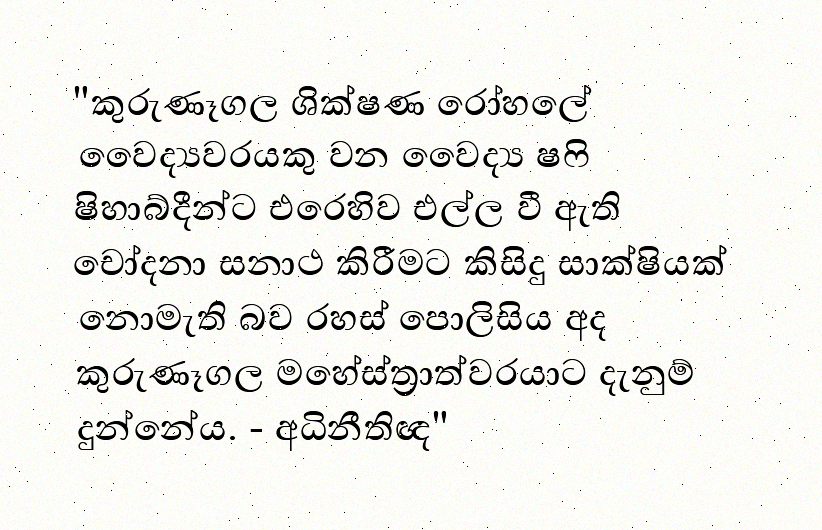 "කුරුණෑගල ශික්ෂණ රෝහලේ
වෛද්‍යවරයකු වන වෛද්‍ය ෂෆි
ෂිහාබ්දීන්ට එරෙහිව එල්ල වී ඇති
චෝදනා සනාථ කිරීමට කිසිදු සාක්ෂියක්
නොමැති බව රහස් පොලිසිය අද
කුරුණෑගල මහේස්ත්‍රාත්වරයාට දැනුම්
දුන්නේය. - අධිනීතිඥ"